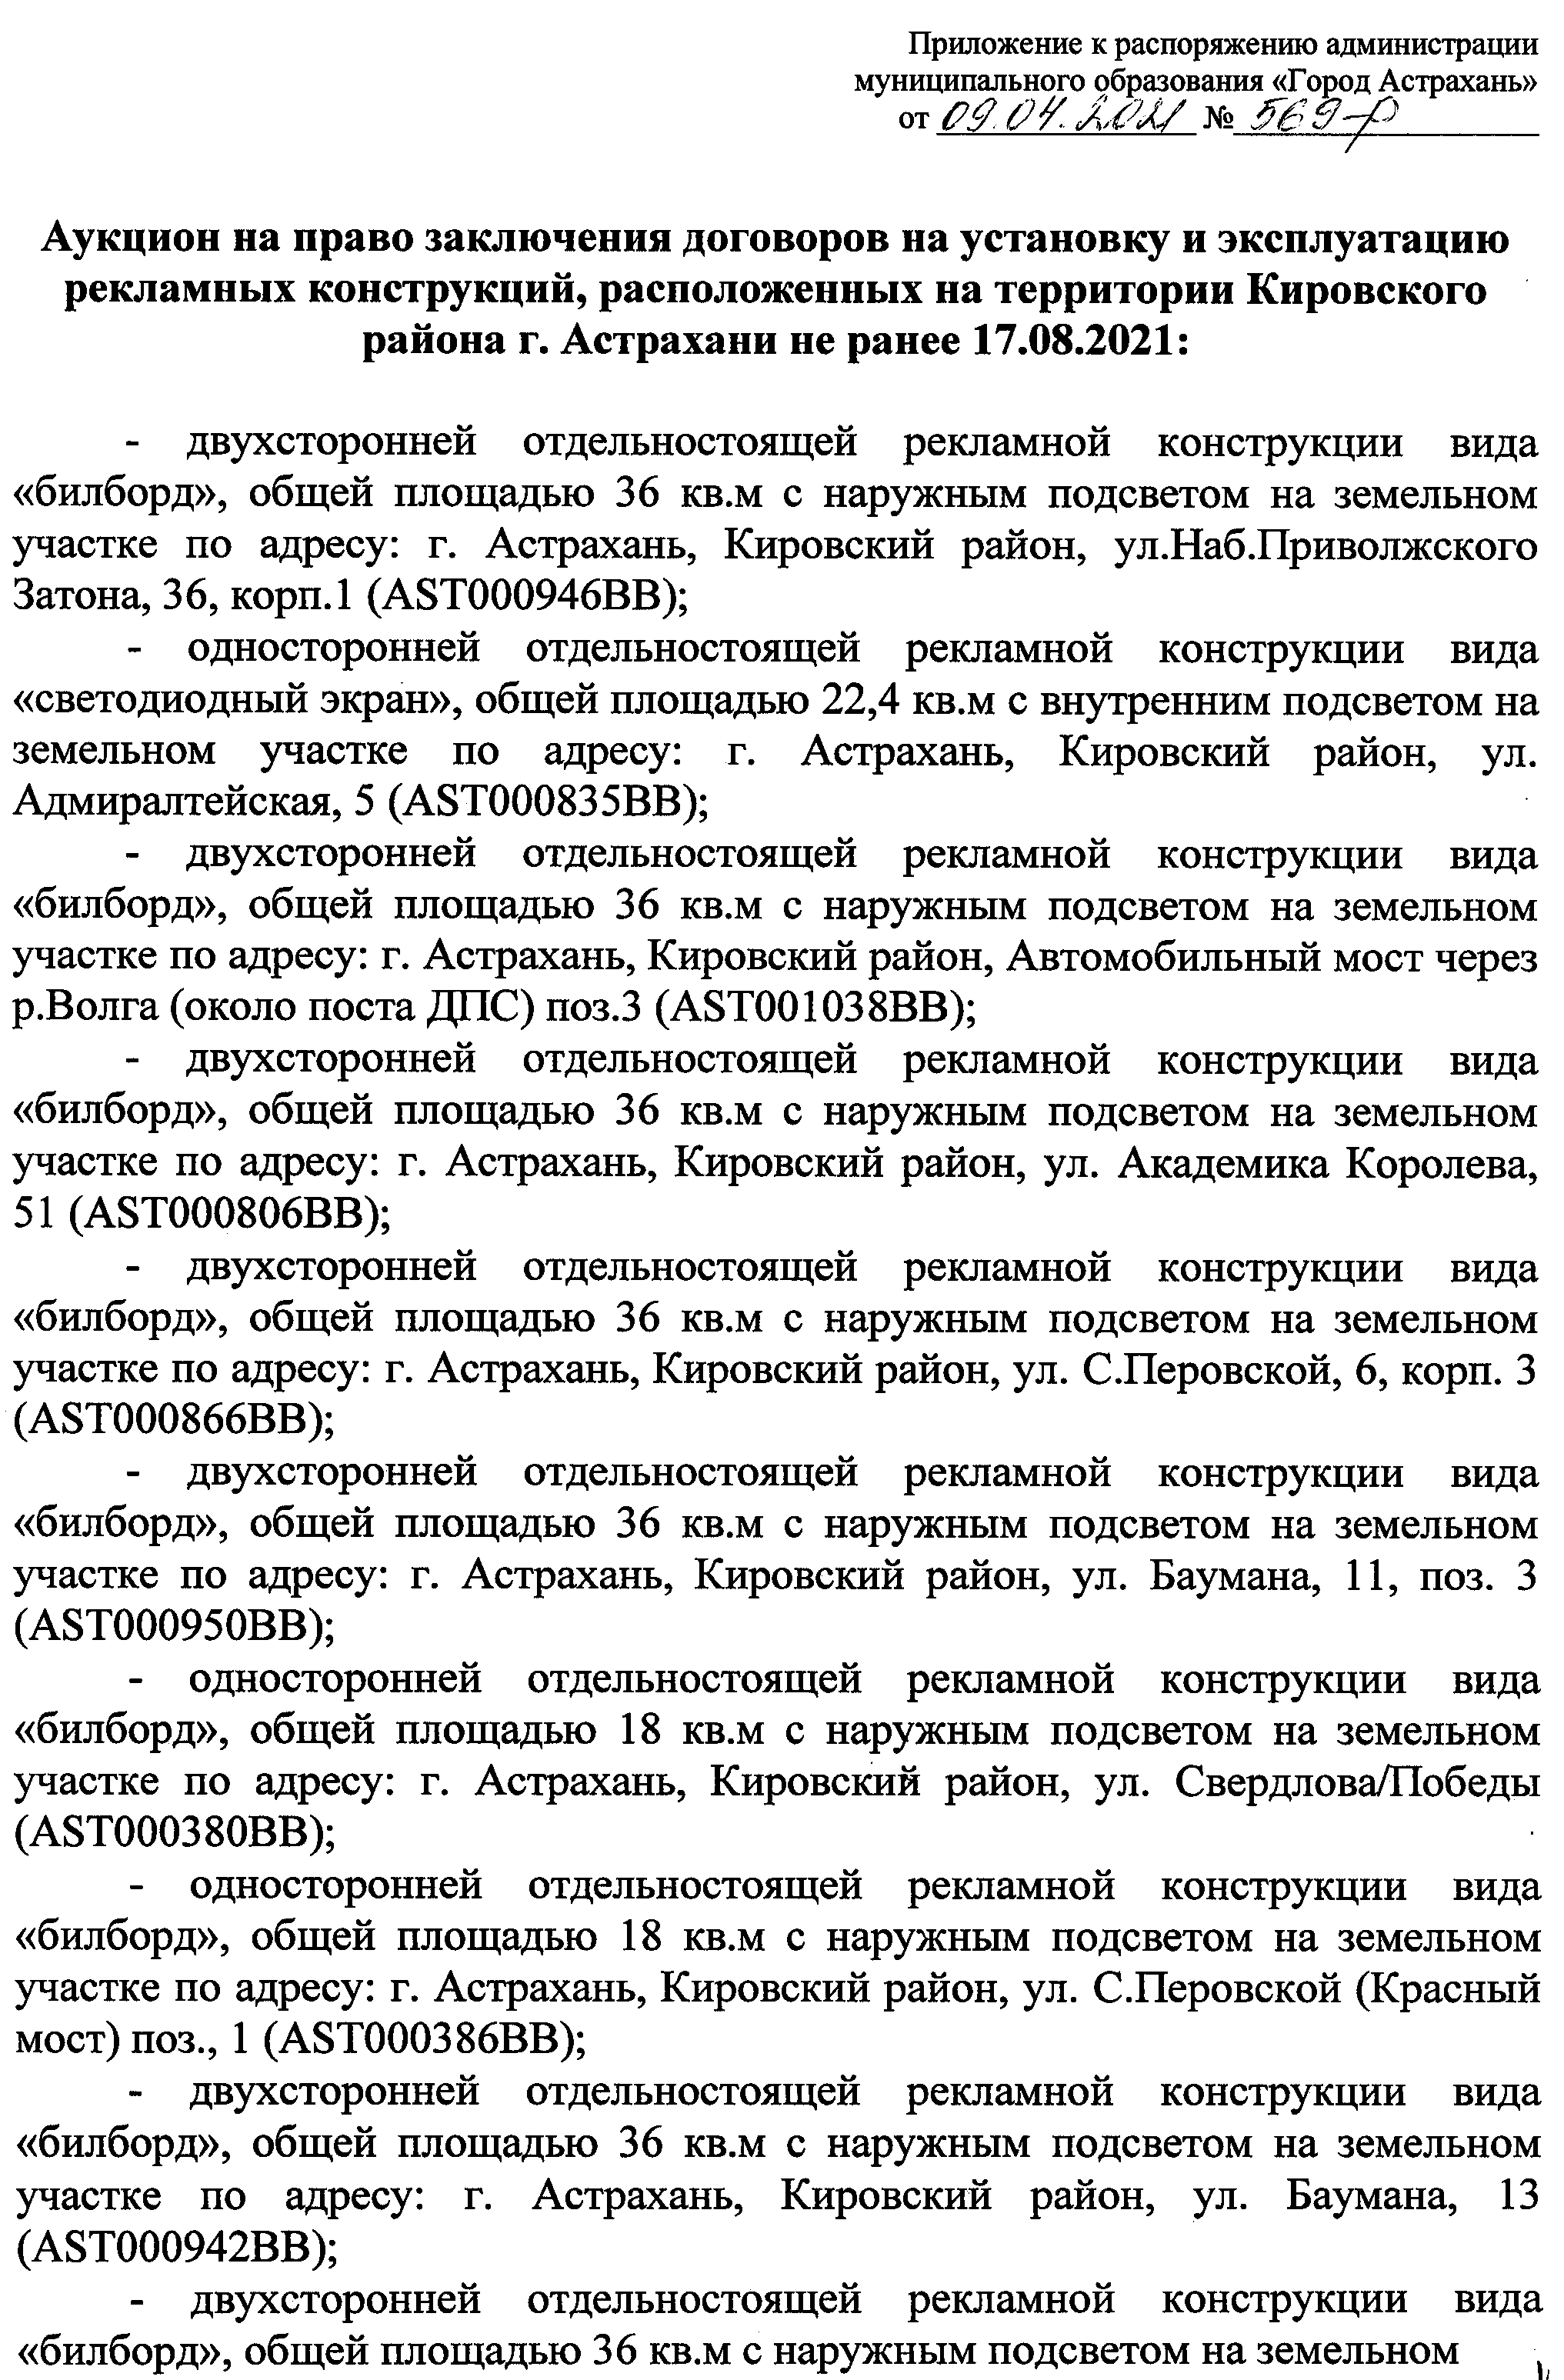 Приложение к распоряжению администрации
муниципального образования «Город Астрахань»
от 09.04.2021 № 569-р
Аукцион на право заключения договоров на установку и эксплуатацию
рекламных конструкций, расположенных на территории Кировского
района г. Астрахани не ранее 17.08.2021:
- двухсторонней отдельностоящей рекламной конструкции вида
«билборд», общей площадью 36 кв.м с наружным подсветом на земельном
участке по адресу: г. Астрахань, Кировский район, ул.Наб.Приволжского
Затона, 36, корп.1 (AST000946BB);
- односторонней отдельностоящей рекламной конструкции вида
«светодиодный экран», общей площадью 22,4 кв.м с внутренним подсветом на
земельном участке по адресу: г. Астрахань, Кировский район, ул.
Адмиралтейская, 5 (AST000835BB);
- двухсторонней отдельностоящей рекламной конструкции вида
«билборд», общей площадью 36 кв.м с наружным подсветом на земельном
участке по адресу: г. Астрахань, Кировский район, Автомобильный мост через
р.Волга (около поста ДПС) поз.3 (AST001038BB);
- двухсторонней отдельностоящей рекламной конструкции вида
«билборд», общей площадью 36 кв.м с наружным подсветом на земельном
участке по адресу: г. Астрахань, Кировский район, ул. Академика Королева,
51 (AST000806BB);
- двухсторонней отдельностоящей рекламной конструкции вида
«билборд», общей площадью 36 кв.м с наружным подсветом на земельном
участке по адресу: г. Астрахань, Кировский район, ул. С.Перовской, 6, корп. 3
(AST000866BB);
- двухсторонней отдельностоящей рекламной конструкции вида
«билборд», общей площадью 36 кв.м с наружным подсветом на земельном
участке по адресу: г. Астрахань, Кировский район, ул. Баумана, 11, поз. 3
(AST000950BB);
- односторонней отдельностоящей рекламной конструкции вида
«билборд», общей площадью 18 кв.м с наружным подсветом на земельном
участке по адресу: г. Астрахань, Кировский район, ул. Свердлова/Победы
(AST000380BB);
- односторонней отдельностоящей рекламной конструкции вида
«билборд», общей площадью 18 кв.м с наружным подсветом на земельном
участке по адресу: г. Астрахань, Кировский район, ул. С.Перовской (Красный
мост) поз., 1 (AST000386BB);
- двухсторонней отдельностоящей рекламной конструкции вида
«билборд», общей площадью 36 кв.м с наружным подсветом на земельном
участке по адресу: г. Астрахань, Кировский район, ул. Баумана, 13
(AST000942BB);
- двухсторонней отдельностоящей рекламной конструкции вида
«билборд», общей площадью 36 кв.м с наружным подсветом на земельном